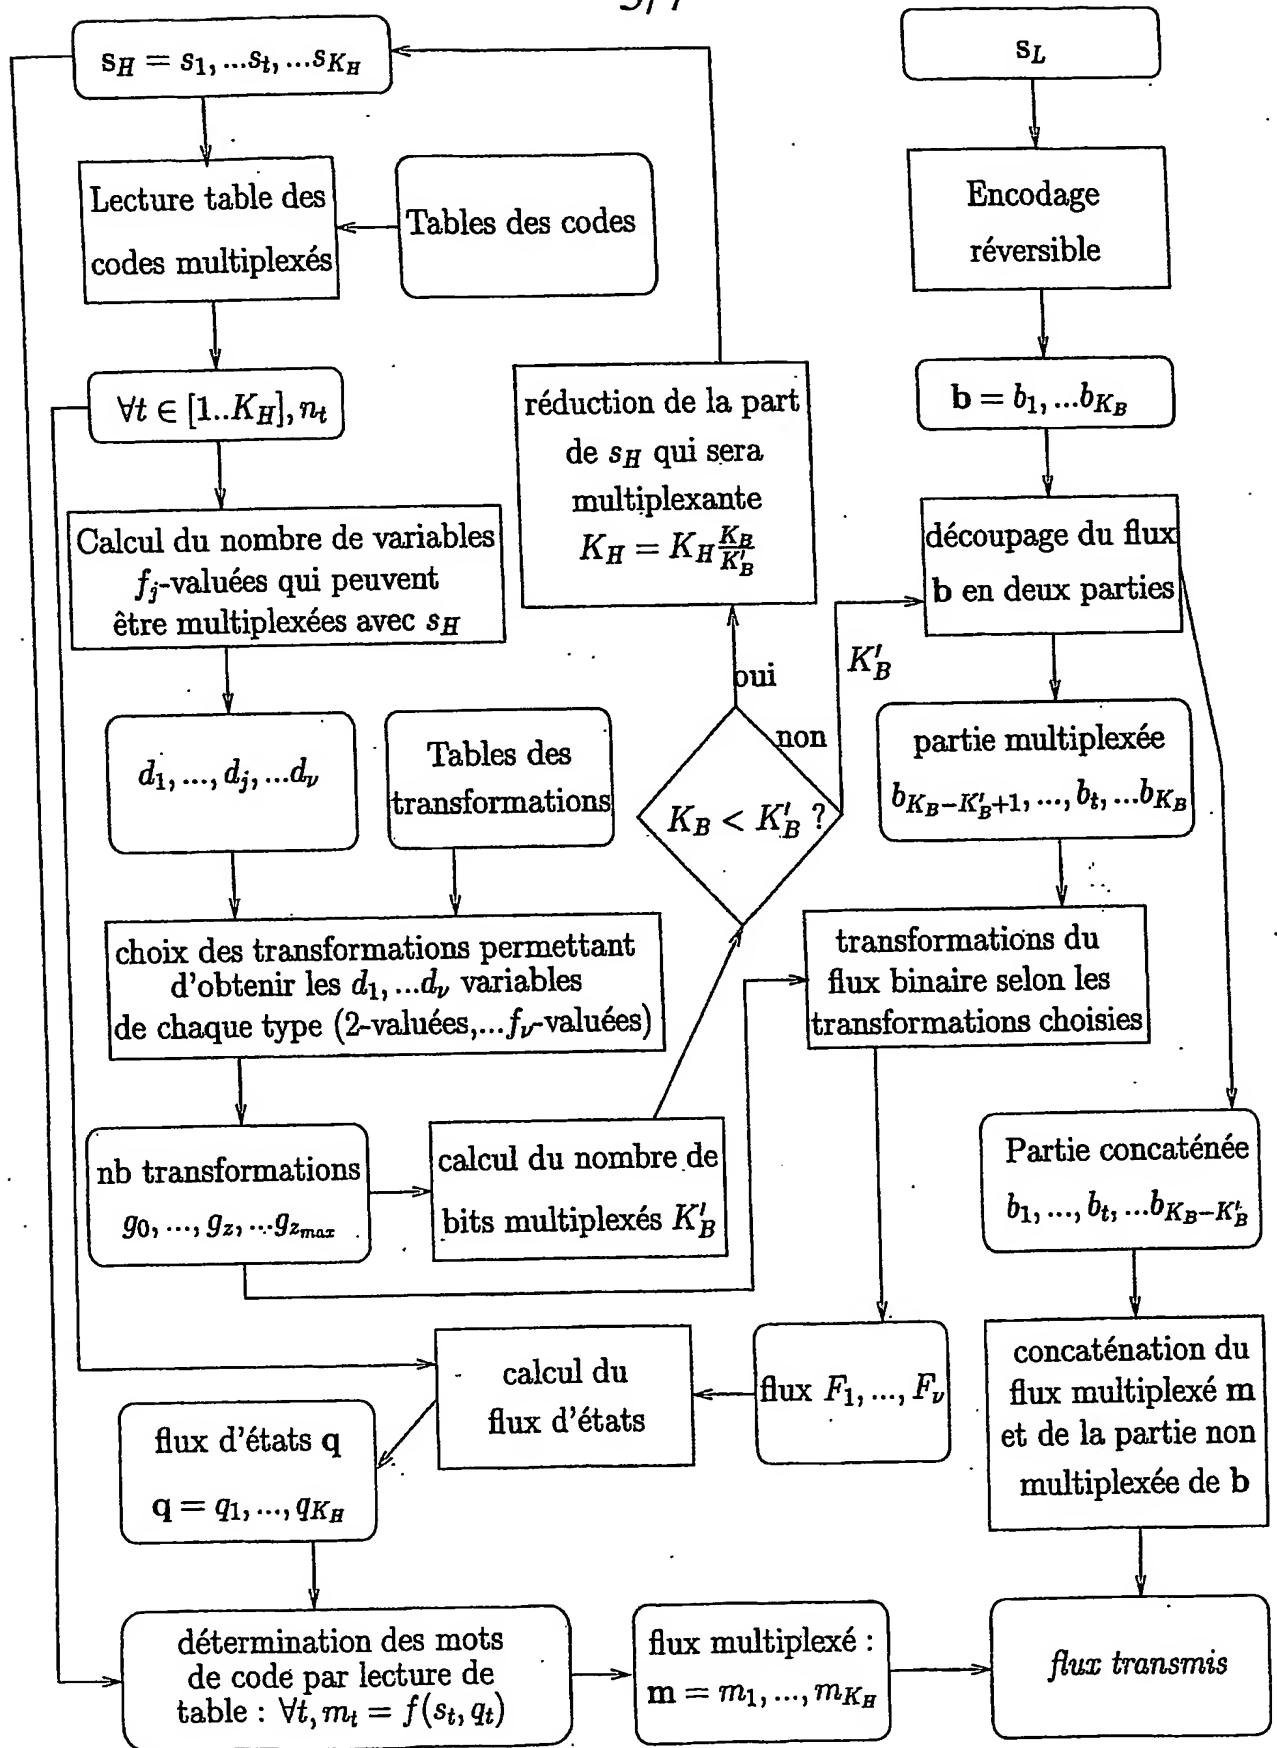 s_H = s_1, ...s_t, ...s_{K_H}
Lecture table des
codes multiplexés
Tables des codes
∀t ∈ [1..K_H], n_t
Calcul du nombre de variables
f_j-valuées qui peuvent
être multiplexées avec s_H
d_1, ..., d_j, ...d_ν
Tables des
transformations
choix des transformations permettant
d'obtenir les d_1, ...d_ν variables
de chaque type (2-valuées,...f_ν-valuées)
nb transformations
g_0, ..., g_z, ...g_{z_{max}}
calcul du nombre de
bits multiplexés K'_B
réduction de la part
de s_H qui sera
multiplexante
K_H = K_H \frac{K_B}{K'_B}
oui
non
K_B < K'_B ?
K'_B
s_L
Encodage
réversible
b = b_1, ...b_{K_B}
découpage du flux
b en deux parties
partie multiplexée
b_{K_B-K'_B+1}, ..., b_t, ...b_{K_B}
transformations du
flux binaire selon les
transformations choisies
Partie concaténée
b_1, ..., b_t, ...b_{K_B-K'_B}
concaténation du
flux multiplexé m
et de la partie non
multiplexée de b
flux F_1, ..., F_ν
calcul du
flux d'états
flux d'états q
q = q_1, ..., q_{K_H}
détermination des mots
de code par lecture de
table : ∀t, m_t = f(s_t, q_t)
flux multiplexé :
m = m_1, ..., m_{K_H}
flux transmis